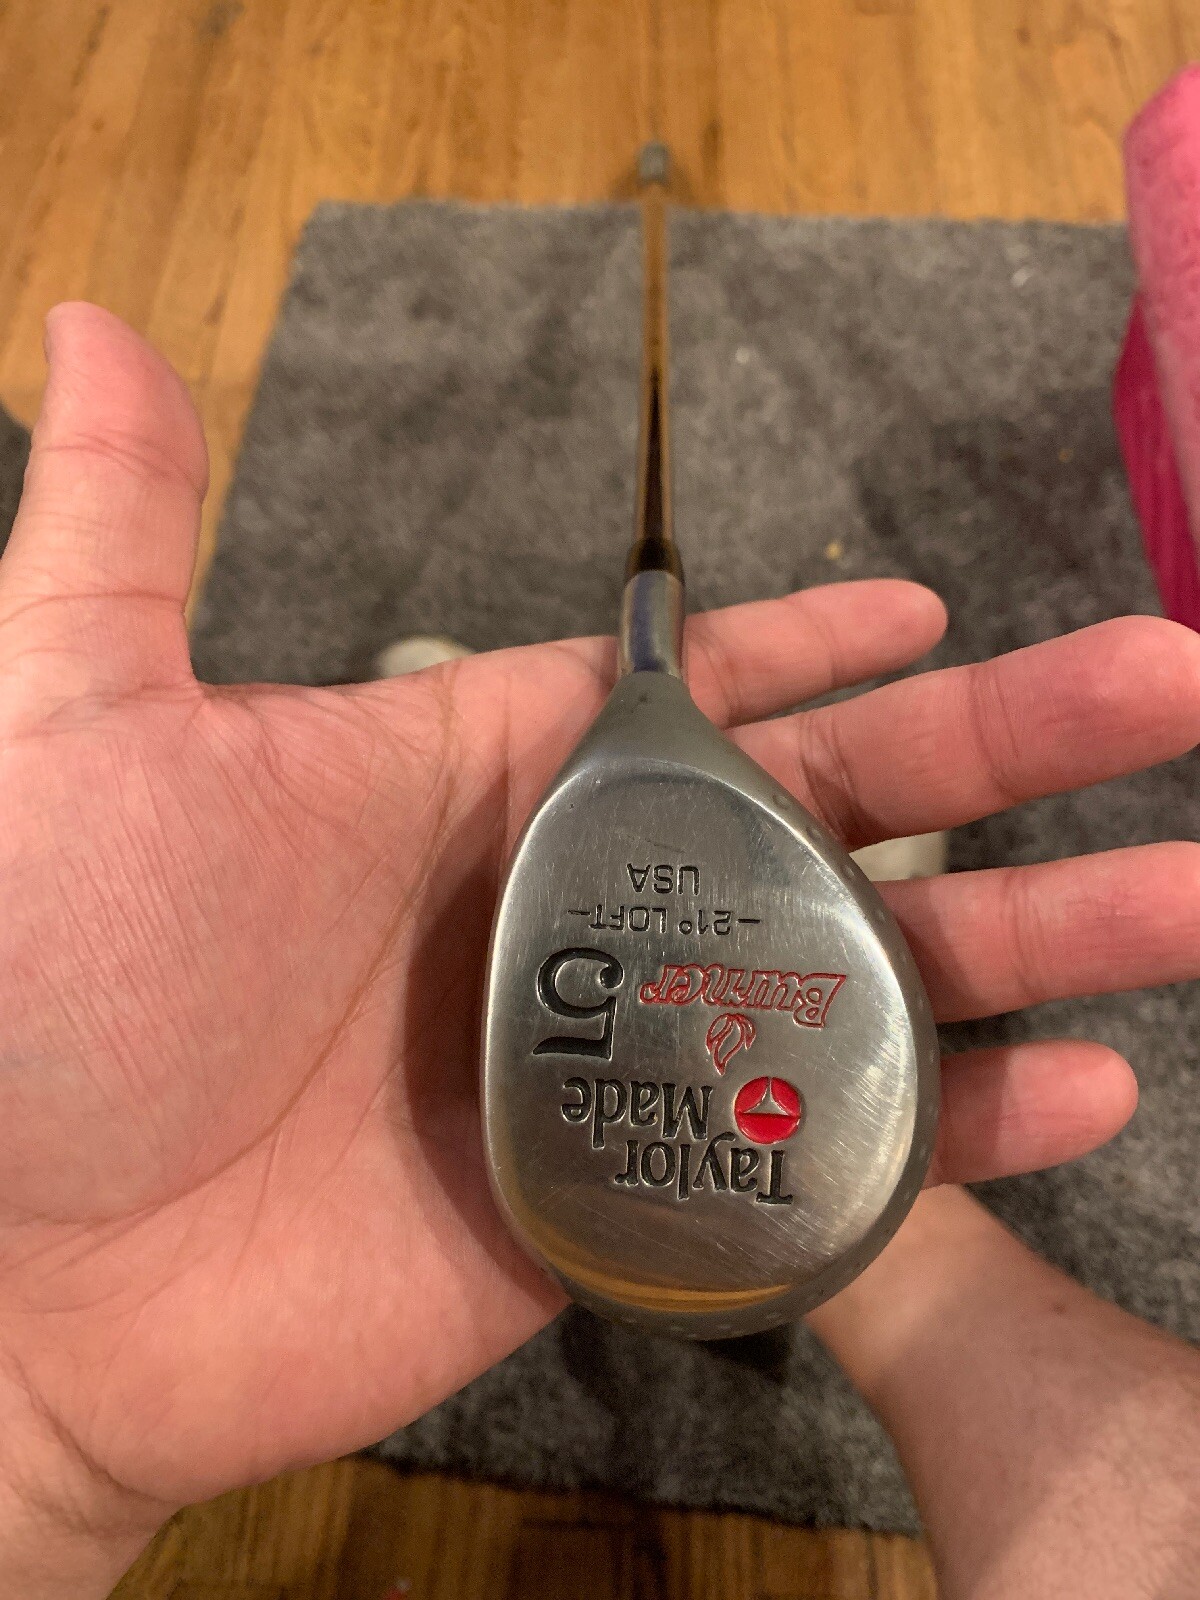 Taylor
Made
Burner
5
–21° LOFT–
USA